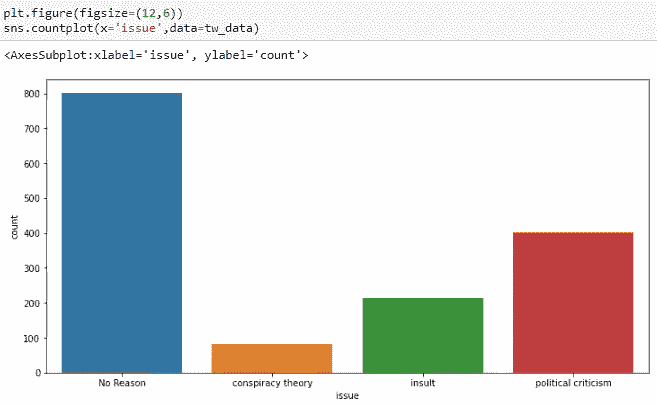 plt.figure(figsize=(12,6))
sns.countplot(x='issue',data=tw_data)
<AxesSubplot:xlabel='issue', ylabel='count'>
800
700
600
500
400
300
200
100
0
count
No Reason conspiracy theory insult political criticism
issue